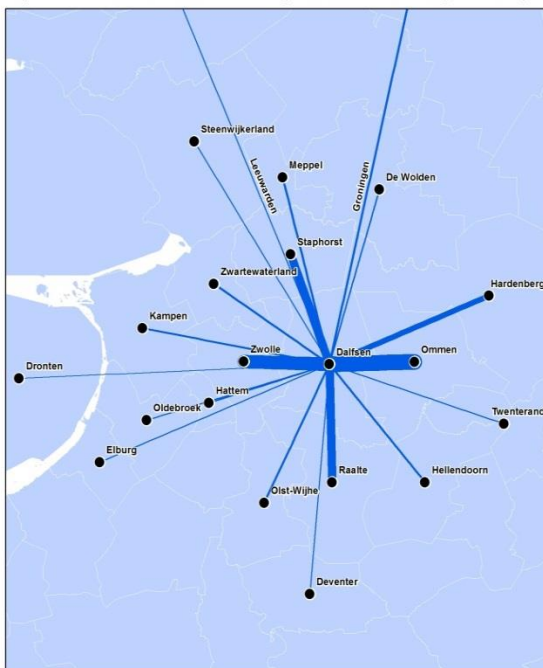 Steenwijkerland
Meppel
De Wolden
Leeuwarden
Groningen
Staphorst
Zwartewaterland
Hardenberg
Kampen
Zwolle
Dalfsen
Ommen
Dronten
Hattem
Oldebroek
Twenterand
Elburg
Raalte
Hellendoorn
Olst-Wijhe
Deventer